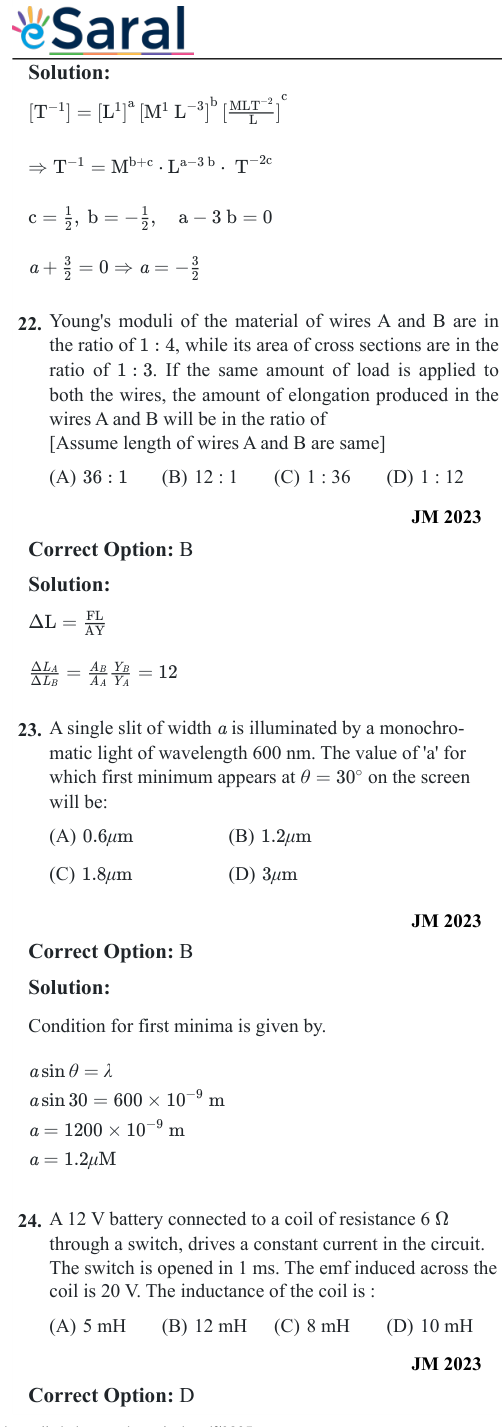 eSaral
Solution:
[T⁻¹] = [L¹]ᵃ [M¹ L⁻³]ᵇ [MLT⁻²/L]ᶜ
⇒ T⁻¹ = Mᵇ⁺ᶜ · Lᵃ⁻³ ᵇ · T⁻²ᶜ
c = 1/2, b = −1/2, a − 3 b = 0
a + 3/2 = 0 ⇒ a = −3/2
22. Young's moduli of the material of wires A and B are in
the ratio of 1 : 4, while its area of cross sections are in the
ratio of 1 : 3. If the same amount of load is applied to
both the wires, the amount of elongation produced in the
wires A and B will be in the ratio of
[Assume length of wires A and B are same]
(A) 36 : 1 (B) 12 : 1 (C) 1 : 36 (D) 1 : 12
JM 2023
Correct Option: B
Solution:
ΔL = FL/AY
ΔL_A/ΔL_B = A_B/A_A Y_B/Y_A = 12
23. A single slit of width a is illuminated by a monochro-
matic light of wavelength 600 nm. The value of 'a' for
which first minimum appears at θ = 30° on the screen
will be:
(A) 0.6μm (B) 1.2μm
(C) 1.8μm (D) 3μm
JM 2023
Correct Option: B
Solution:
Condition for first minima is given by.
a sin θ = λ
a sin 30 = 600 × 10⁻⁹ m
a = 1200 × 10⁻⁹ m
a = 1.2μM
24. A 12 V battery connected to a coil of resistance 6 Ω
through a switch, drives a constant current in the circuit.
The switch is opened in 1 ms. The emf induced across the
coil is 20 V. The inductance of the coil is :
(A) 5 mH (B) 12 mH (C) 8 mH (D) 10 mH
JM 2023
Correct Option: D